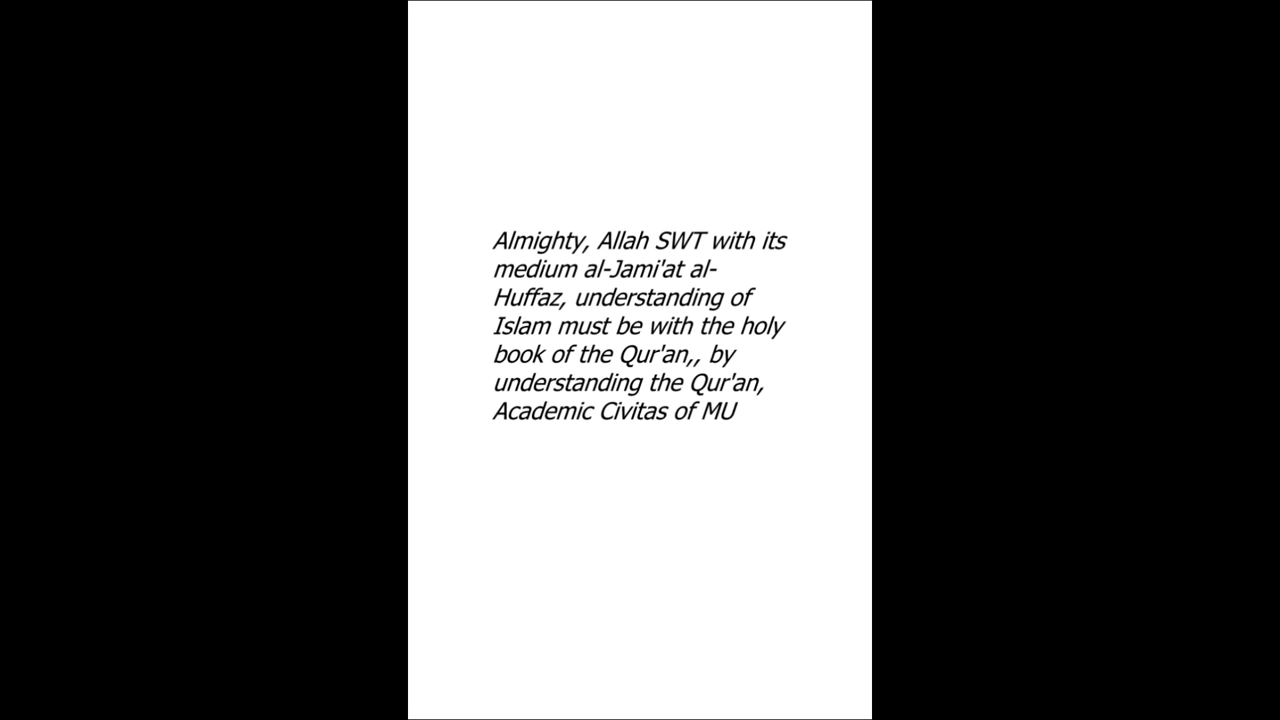 Almighty, Allah SWT with its
medium al-Jami'at al-
Huffaz, understanding of
Islam must be with the holy
book of the Qur'an,, by
understanding the Qur'an,
Academic Civitas of MU